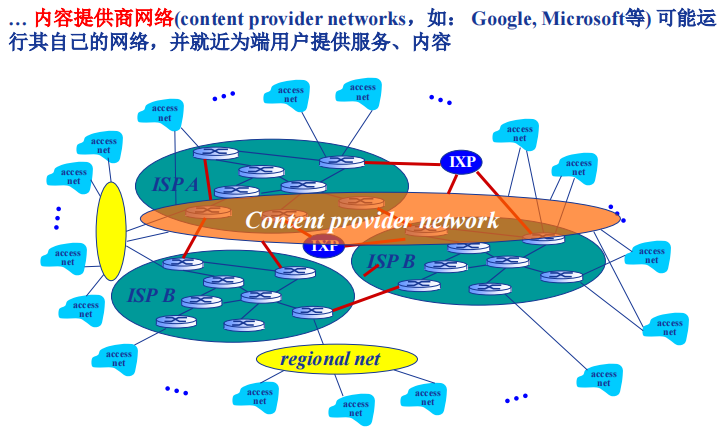 … 内容提供商网络(content provider networks，如： Google, Microsoft等) 可能运
行其自己的网络，并就近为端用户提供服务、内容
access
net
access
net
access
net
access
net
access
net
access
net
access
net
IXP
ISP A
Content provider network
IXP
access
net
ISP B
ISP B
access
net
access
net
access
net
access
net
regional net
access
net
access
net
access
net
access
net